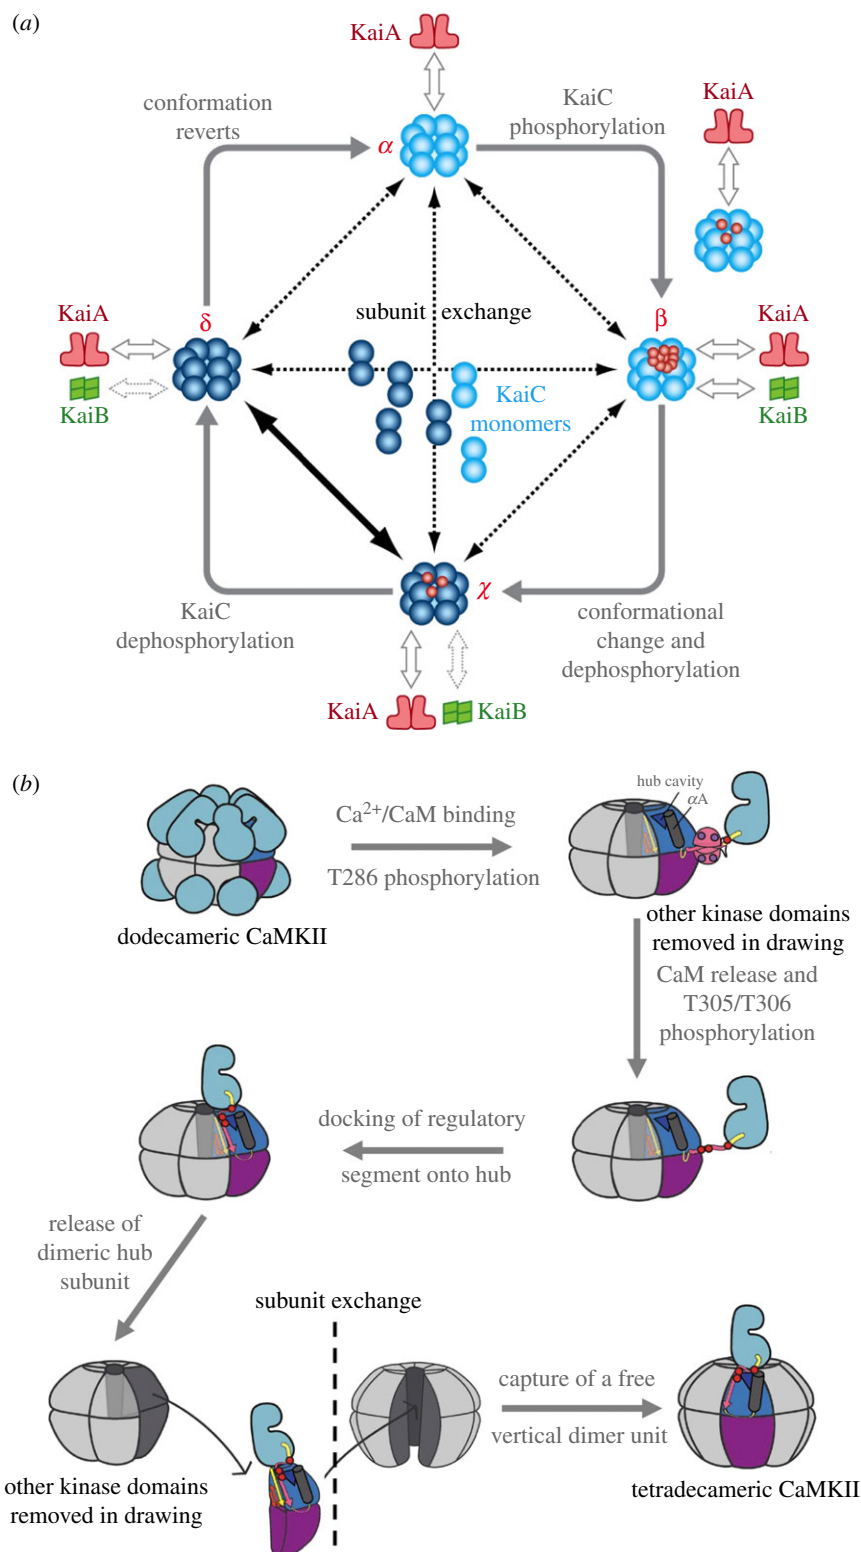 (a)
KaiA
conformation
reverts
α
KaiC
phosphorylation
KaiA
δ
subunit exchange
β
KaiA
KaiB
KaiC
monomers
KaiA
KaiB
KaiC
dephosphorylation
χ
conformational
change and
dephosphorylation
KaiA
KaiB
(b)
Ca2+/CaM binding
T286 phosphorylation
hub cavity
αA
dodecameric CaMKII
other kinase domains
removed in drawing
CaM release and
T305/T306
phosphorylation
docking of regulatory
segment onto hub
release of
dimeric hub
subunit
subunit exchange
capture of a free
vertical dimer unit
other kinase domains
removed in drawing
tetradecameric CaMKII